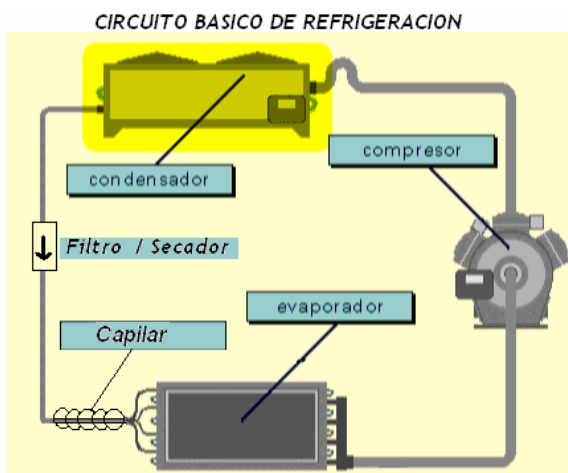 CIRCUITO BASICO DE REFRIGERACION
compresor
condensador
Filtro / Secador
evaporador
Capilar